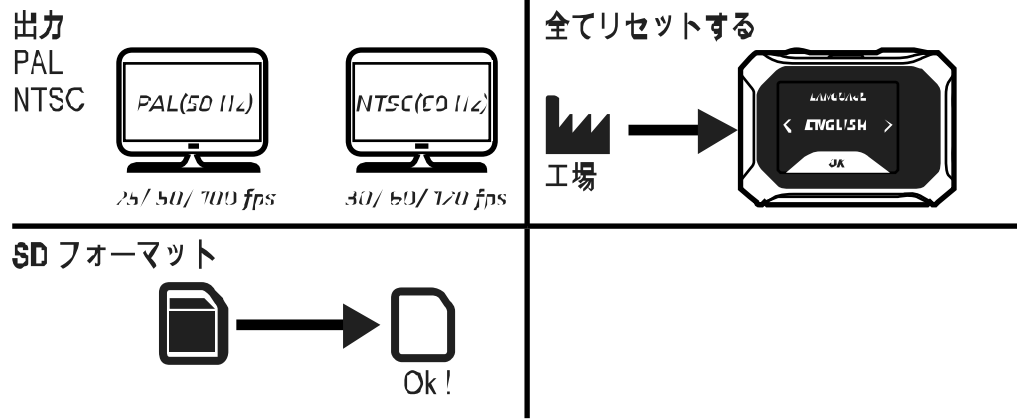 出力
PAL
NTSC
PAL(50 Hz)
NTSC(60 Hz)
25/ 50/ 100 fps
30/ 60/ 120 fps
全てリセットする
LANGUAGE
< ENGLISH >
OK
工場
SD フォーマット
Ok !